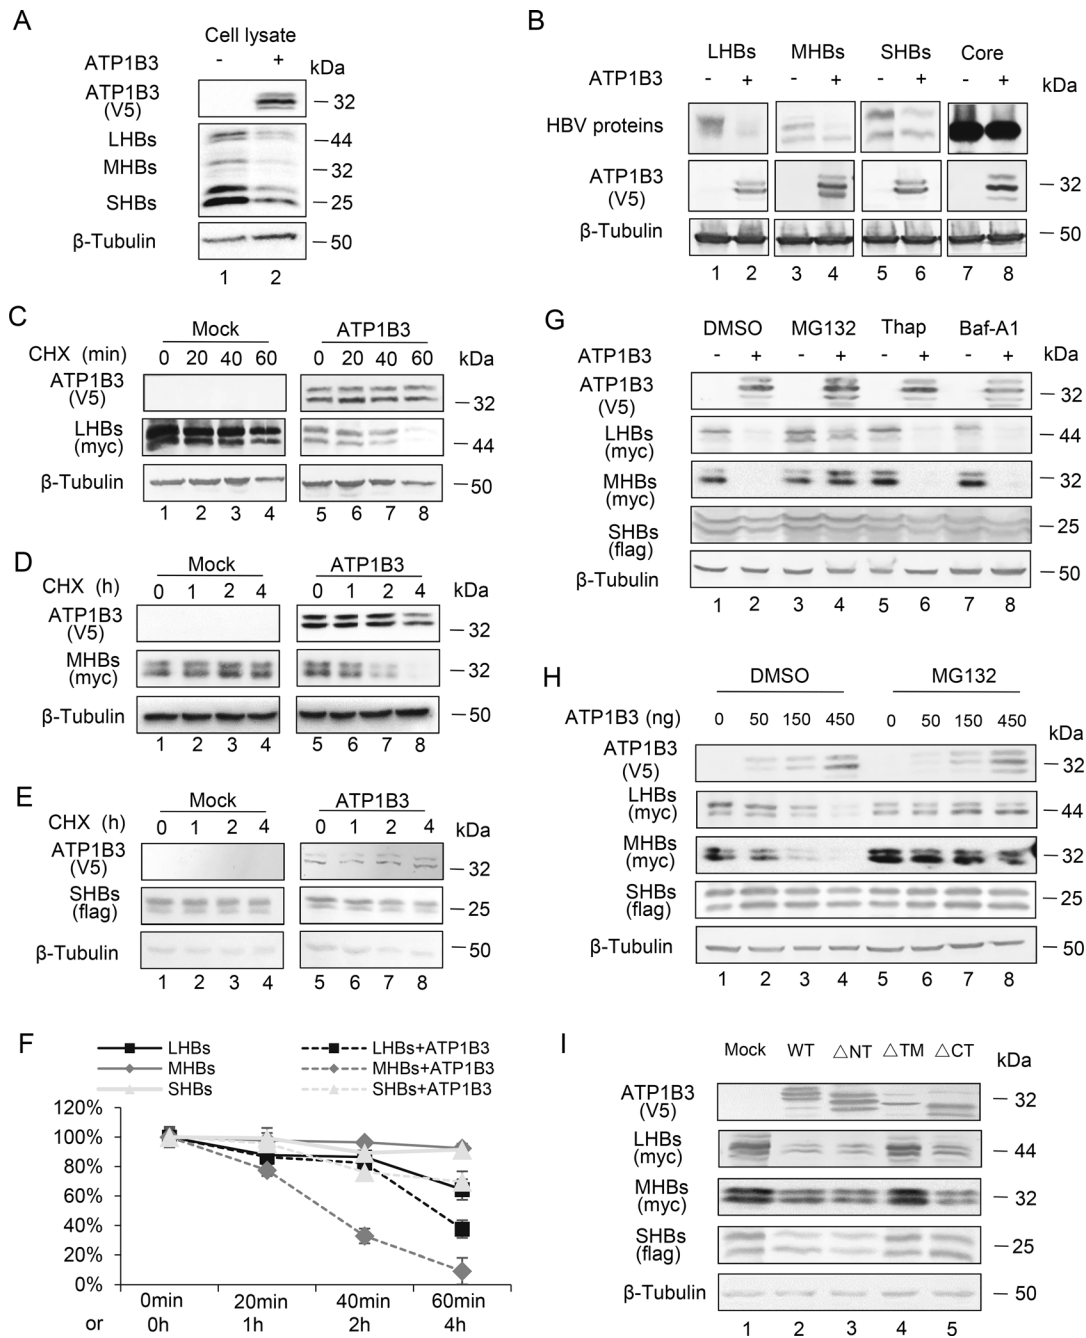 A
Cell lysate
ATP1B3 - + kDa
ATP1B3
(V5)
32
LHBs
44
MHBs
32
SHBs
25
β-Tubulin
50
1 2
B
LHBs MHBs SHBs Core
ATP1B3 - + - + - + - + kDa
HBV proteins
ATP1B3
(V5)
32
β-Tubulin
50
1 2 3 4 5 6 7 8
C
Mock ATP1B3
CHX (min) 0 20 40 60 0 20 40 60 kDa
ATP1B3
(V5)
32
LHBs
(myc)
44
β-Tubulin
50
1 2 3 4 5 6 7 8
D
Mock ATP1B3
CHX (h) 0 1 2 4 0 1 2 4 kDa
ATP1B3
(V5)
32
MHBs
(myc)
32
β-Tubulin
50
1 2 3 4 5 6 7 8
E
Mock ATP1B3
CHX (h) 0 1 2 4 0 1 2 4 kDa
ATP1B3
(V5)
32
SHBs
(flag)
25
β-Tubulin
50
1 2 3 4 5 6 7 8
F
LHBs LHBs+ATP1B3
MHBs MHBs+ATP1B3
SHBs SHBs+ATP1B3
120%
100%
80%
60%
40%
20%
0%
0min 20min 40min 60min
or 0h 1h 2h 4h
G
DMSO MG132 Thap Baf-A1
ATP1B3 - + - + - + - + kDa
ATP1B3
(V5)
32
LHBs
(myc)
44
MHBs
(myc)
32
SHBs
(flag)
25
β-Tubulin
50
1 2 3 4 5 6 7 8
H
DMSO MG132
ATP1B3 (ng) 0 50 150 450 0 50 150 450
kDa
ATP1B3
(V5)
32
LHBs
(myc)
44
MHBs
(myc)
32
SHBs
(flag)
25
β-Tubulin
50
1 2 3 4 5 6 7 8
I
Mock WT △NT △TM △CT
kDa
ATP1B3
(V5)
32
LHBs
(myc)
44
MHBs
(myc)
32
SHBs
(flag)
25
β-Tubulin
50
1 2 3 4 5